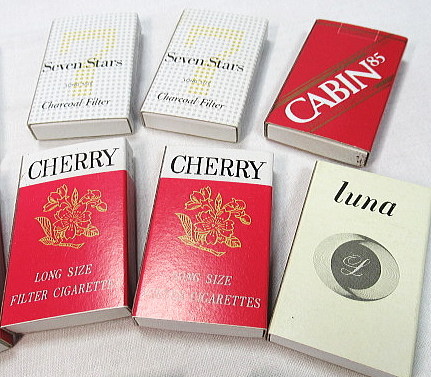 Seven Stars
Charcoal Filter
Seven Stars
Charcoal Filter
CABIN '85
CHERRY
LONG SIZE
FILTER CIGARETTES
CHERRY
LONG SIZE
CIGARETTES
luna